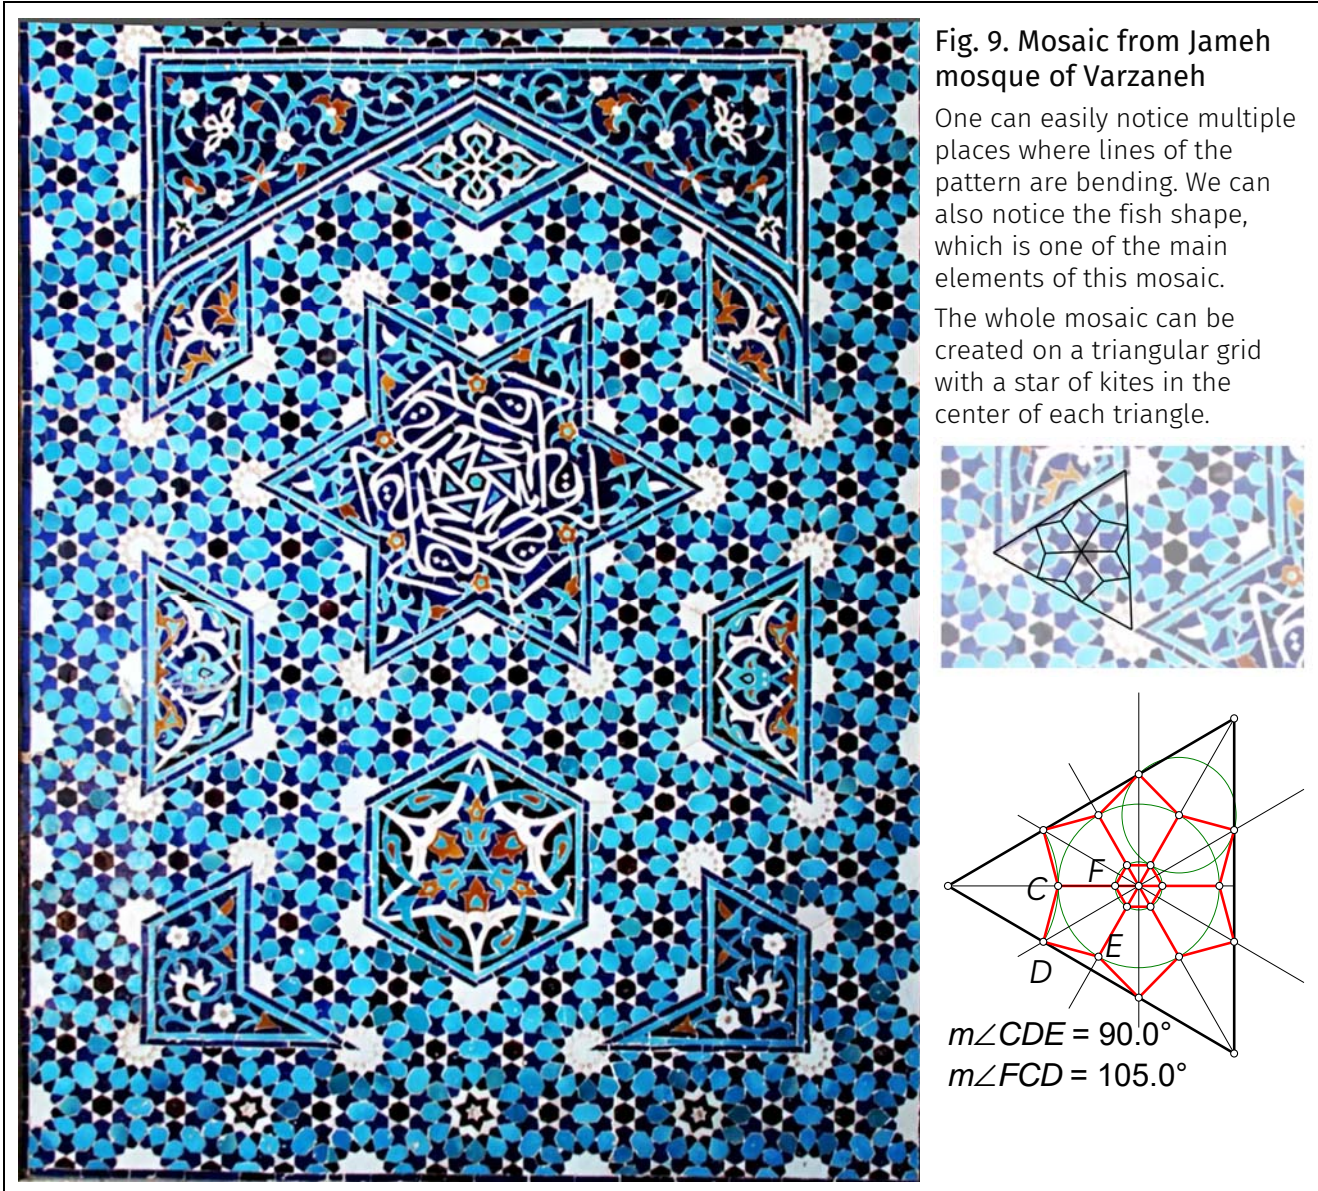 Fig. 9. Mosaic from Jameh
mosque of Varzaneh
One can easily notice multiple
places where lines of the
pattern are bending. We can
also notice the fish shape,
which is one of the main
elements of this mosaic.
The whole mosaic can be
created on a triangular grid
with a star of kites in the
center of each triangle.
C
F
E
D
m∠CDE = 90.0°
m∠FCD = 105.0°